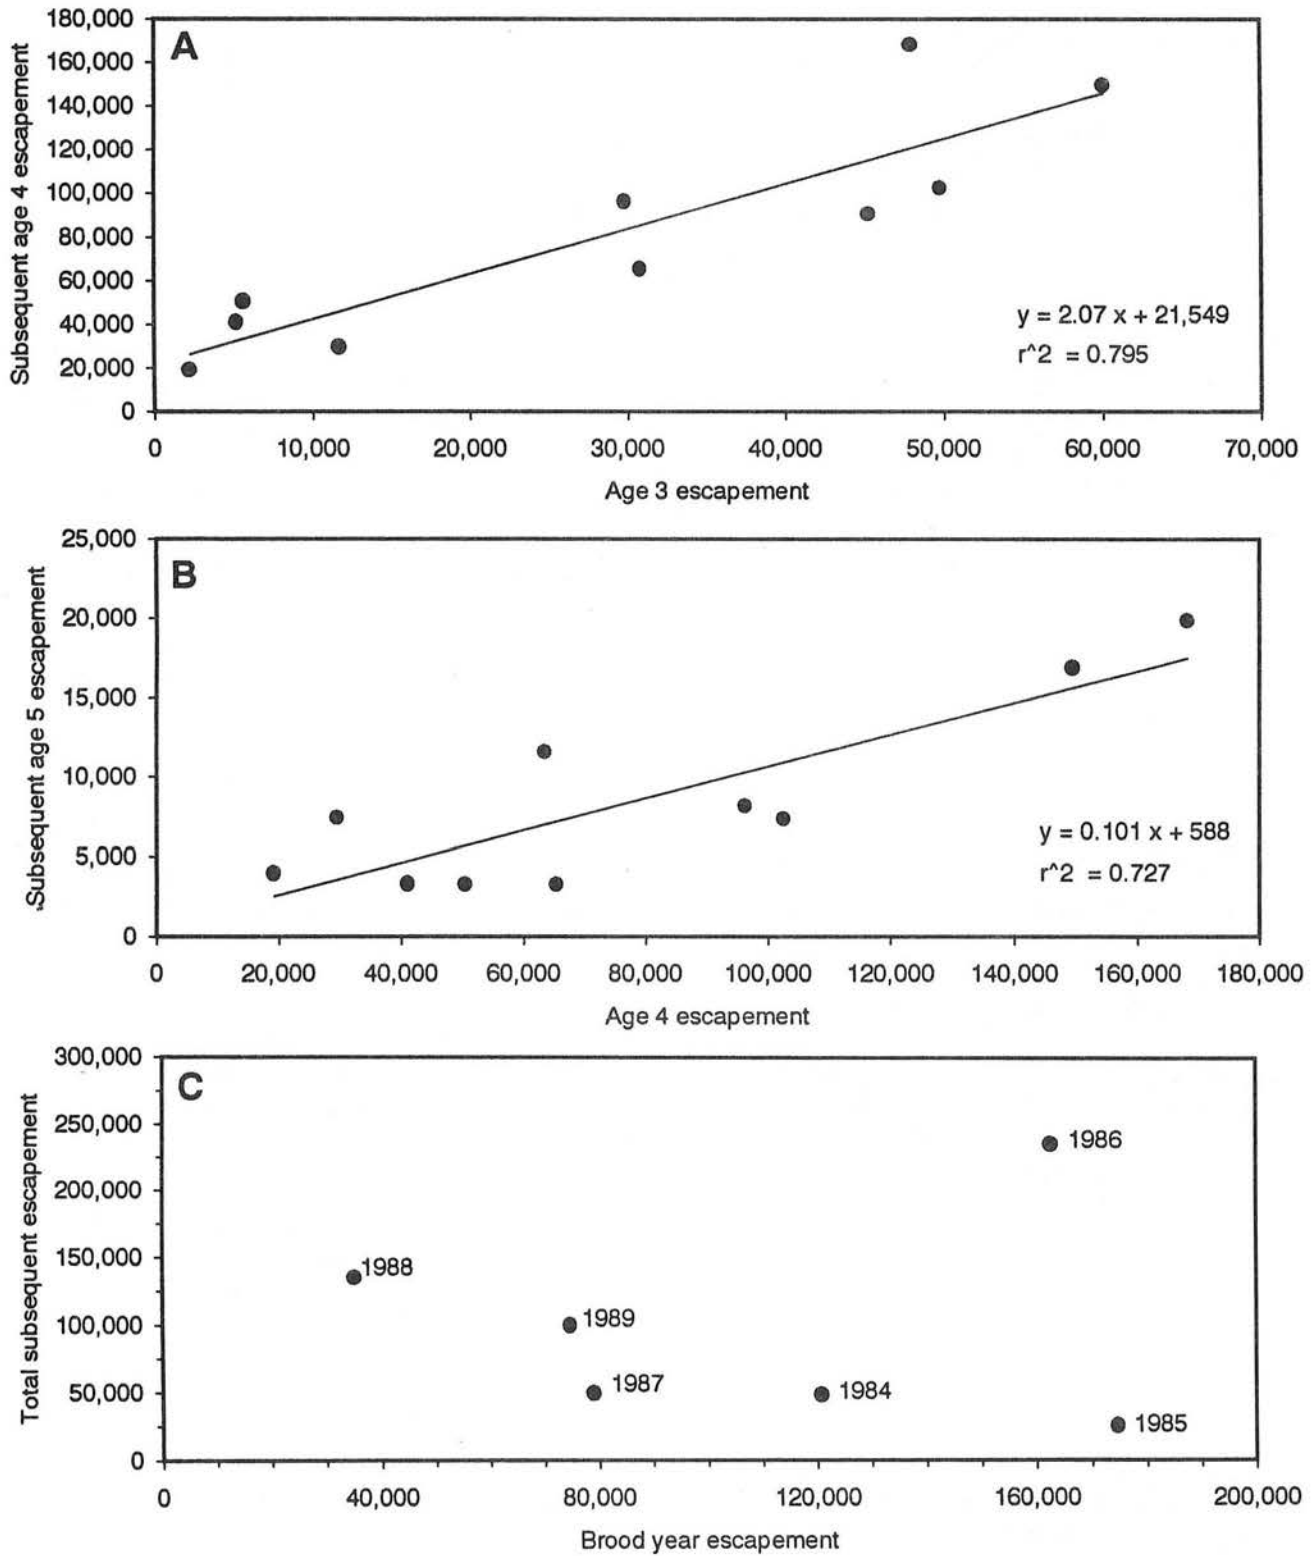 A
Subsequent age 4 escapement
180,000
160,000
140,000
120,000
100,000
80,000
60,000
40,000
20,000
0
y = 2.07 x + 21,549
r^2 = 0.795
0 10,000 20,000 30,000 40,000 50,000 60,000 70,000
Age 3 escapement
B
Subsequent age 5 escapement
25,000
20,000
15,000
10,000
5,000
0
y = 0.101 x + 588
r^2 = 0.727
0 20,000 40,000 60,000 80,000 100,000 120,000 140,000 160,000 180,000
Age 4 escapement
C
Total subsequent escapement
300,000
250,000
200,000
150,000
100,000
50,000
0
1986
1988
1989
1987
1984
1985
0 40,000 80,000 120,000 160,000 200,000
Brood year escapement